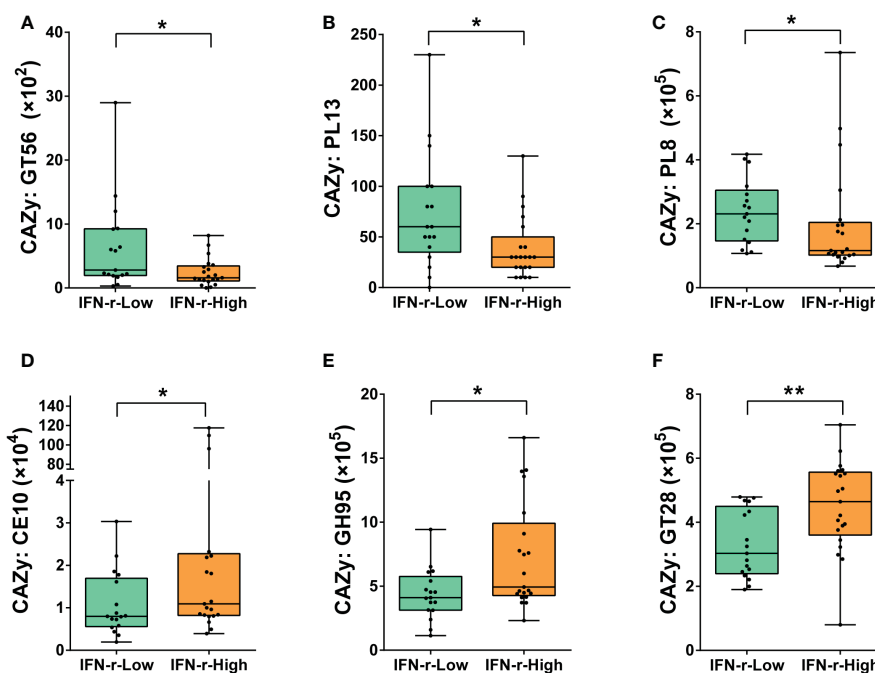 A
*
CAZy: GT56 (×10²)
40
30
20
10
0
IFN-r-Low IFN-r-High
B
*
CAZy: PL13
250
200
150
100
50
0
IFN-r-Low IFN-r-High
C
*
CAZy: PL8 (×10⁵)
8
6
4
2
0
IFN-r-Low IFN-r-High
D
*
CAZy: CE10 (×10⁴)
140
120
100
80
4
3
2
1
0
IFN-r-Low IFN-r-High
E
*
CAZy: GH95 (×10⁵)
20
15
10
5
0
IFN-r-Low IFN-r-High
F
**
CAZy: GT28 (×10⁵)
8
6
4
2
0
IFN-r-Low IFN-r-High